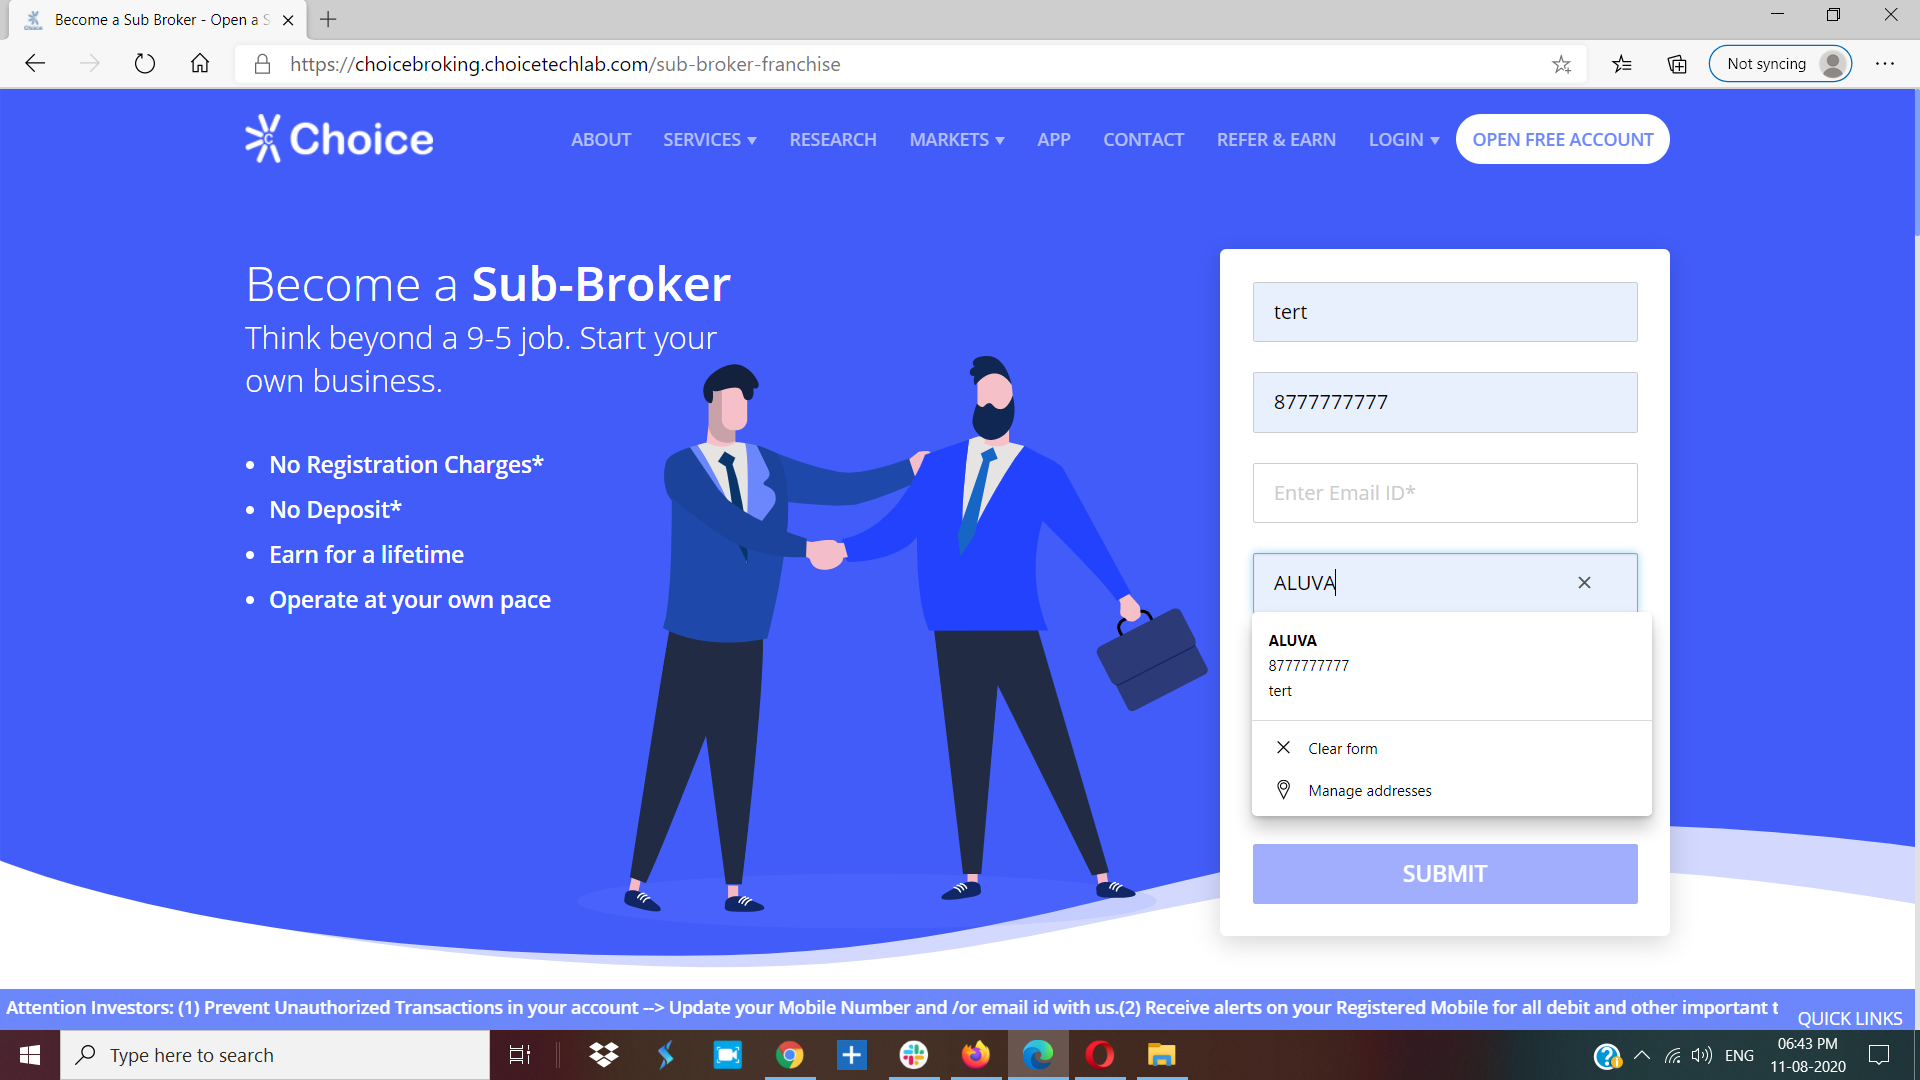 Become a Sub Broker - Open a S
https://choicebroking.choicetechlab.com/sub-broker-franchise
Not syncing
Choice
ABOUT SERVICES RESEARCH MARKETS APP CONTACT REFER & EARN LOGIN OPEN FREE ACCOUNT
Become a Sub-Broker
Think beyond a 9-5 job. Start your
own business.
• No Registration Charges*
• No Deposit*
• Earn for a lifetime
• Operate at your own pace
tert
8777777777
Enter Email ID*
ALUVA
ALUVA
8777777777
tert
Clear form
Manage addresses
SUBMIT
Attention Investors: (1) Prevent Unauthorized Transactions in your account --> Update your Mobile Number and /or email id with us.(2) Receive alerts on your Registered Mobile for all debit and other important t
QUICK LINKS
Type here to search
ENG
06:43 PM
11-08-2020